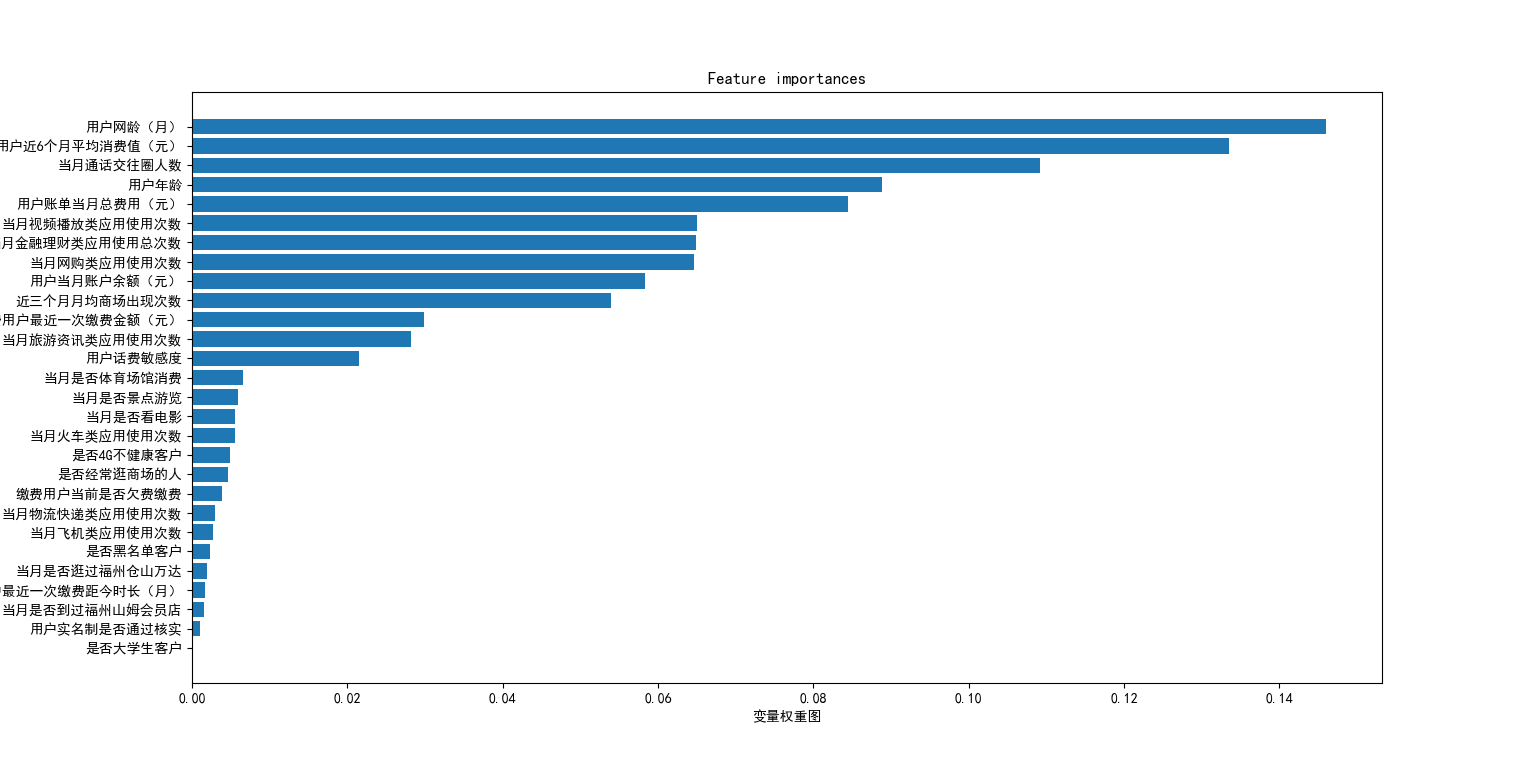 Feature importances
用户网龄（月）
用户近6个月平均消费值（元）
当月通话交往圈人数
用户年龄
用户账单当月总费用（元）
当月视频播放类应用使用次数
月金融理财类应用使用总次数
当月网购类应用使用次数
用户当月账户余额（元）
近三个月月均商场出现次数
用户最近一次缴费金额（元）
当月旅游资讯类应用使用次数
用户话费敏感度
当月是否体育场馆消费
当月是否景点游览
当月是否看电影
当月火车类应用使用次数
是否4G不健康客户
是否经常逛商场的人
缴费用户当前是否欠费缴费
当月物流快递类应用使用次数
当月飞机类应用使用次数
是否黑名单客户
当月是否逛过福州仓山万达
最近一次缴费距今时长（月）
当月是否到过福州山姆会员店
用户实名制是否通过核实
是否大学生客户
0.00 0.02 0.04 0.06 0.08 0.10 0.12 0.14
变量权重图